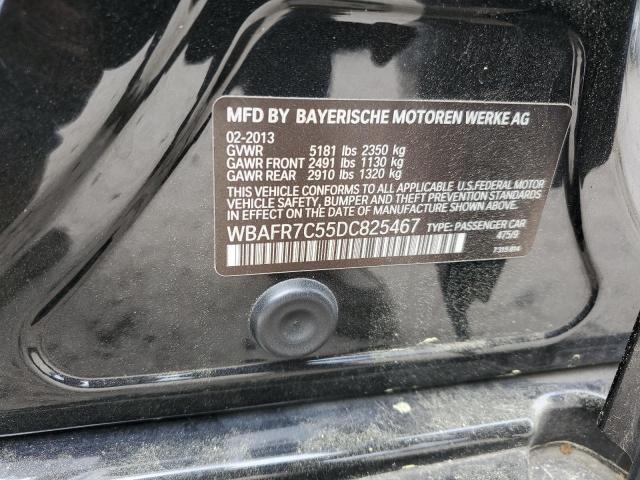 MFD BY BAYERISCHE MOTOREN WERKE AG
02-2013
GVWR 5181 lbs 2350 kg
GAWR FRONT 2491 lbs 1130 kg
GAWR REAR 2910 lbs 1320 kg
THIS VEHICLE CONFORMS TO ALL APPLICABLE U.S. FEDERAL MOTOR
VEHICLE SAFETY, BUMPER AND THEFT PREVENTION
STANDARDS IN EFFECT ON THE DATE OF MANUFACTURE SHOWN ABOVE.
WBAFR7C55DC825467 TYPE: PASSENGER CAR
475/9